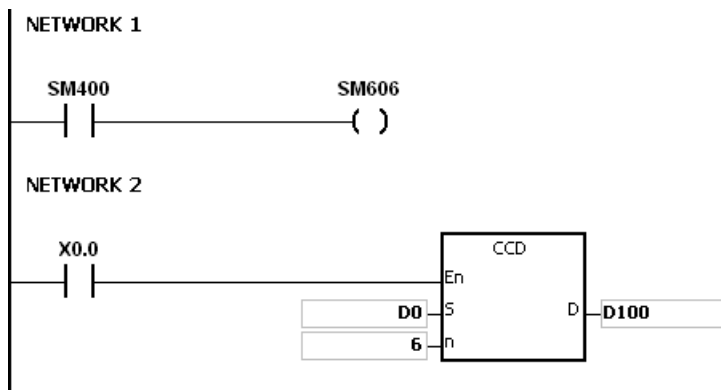 NETWORK 1
SM400 SM606
NETWORK 2
X0.0
CCD
En
D0 S D D100
6 n